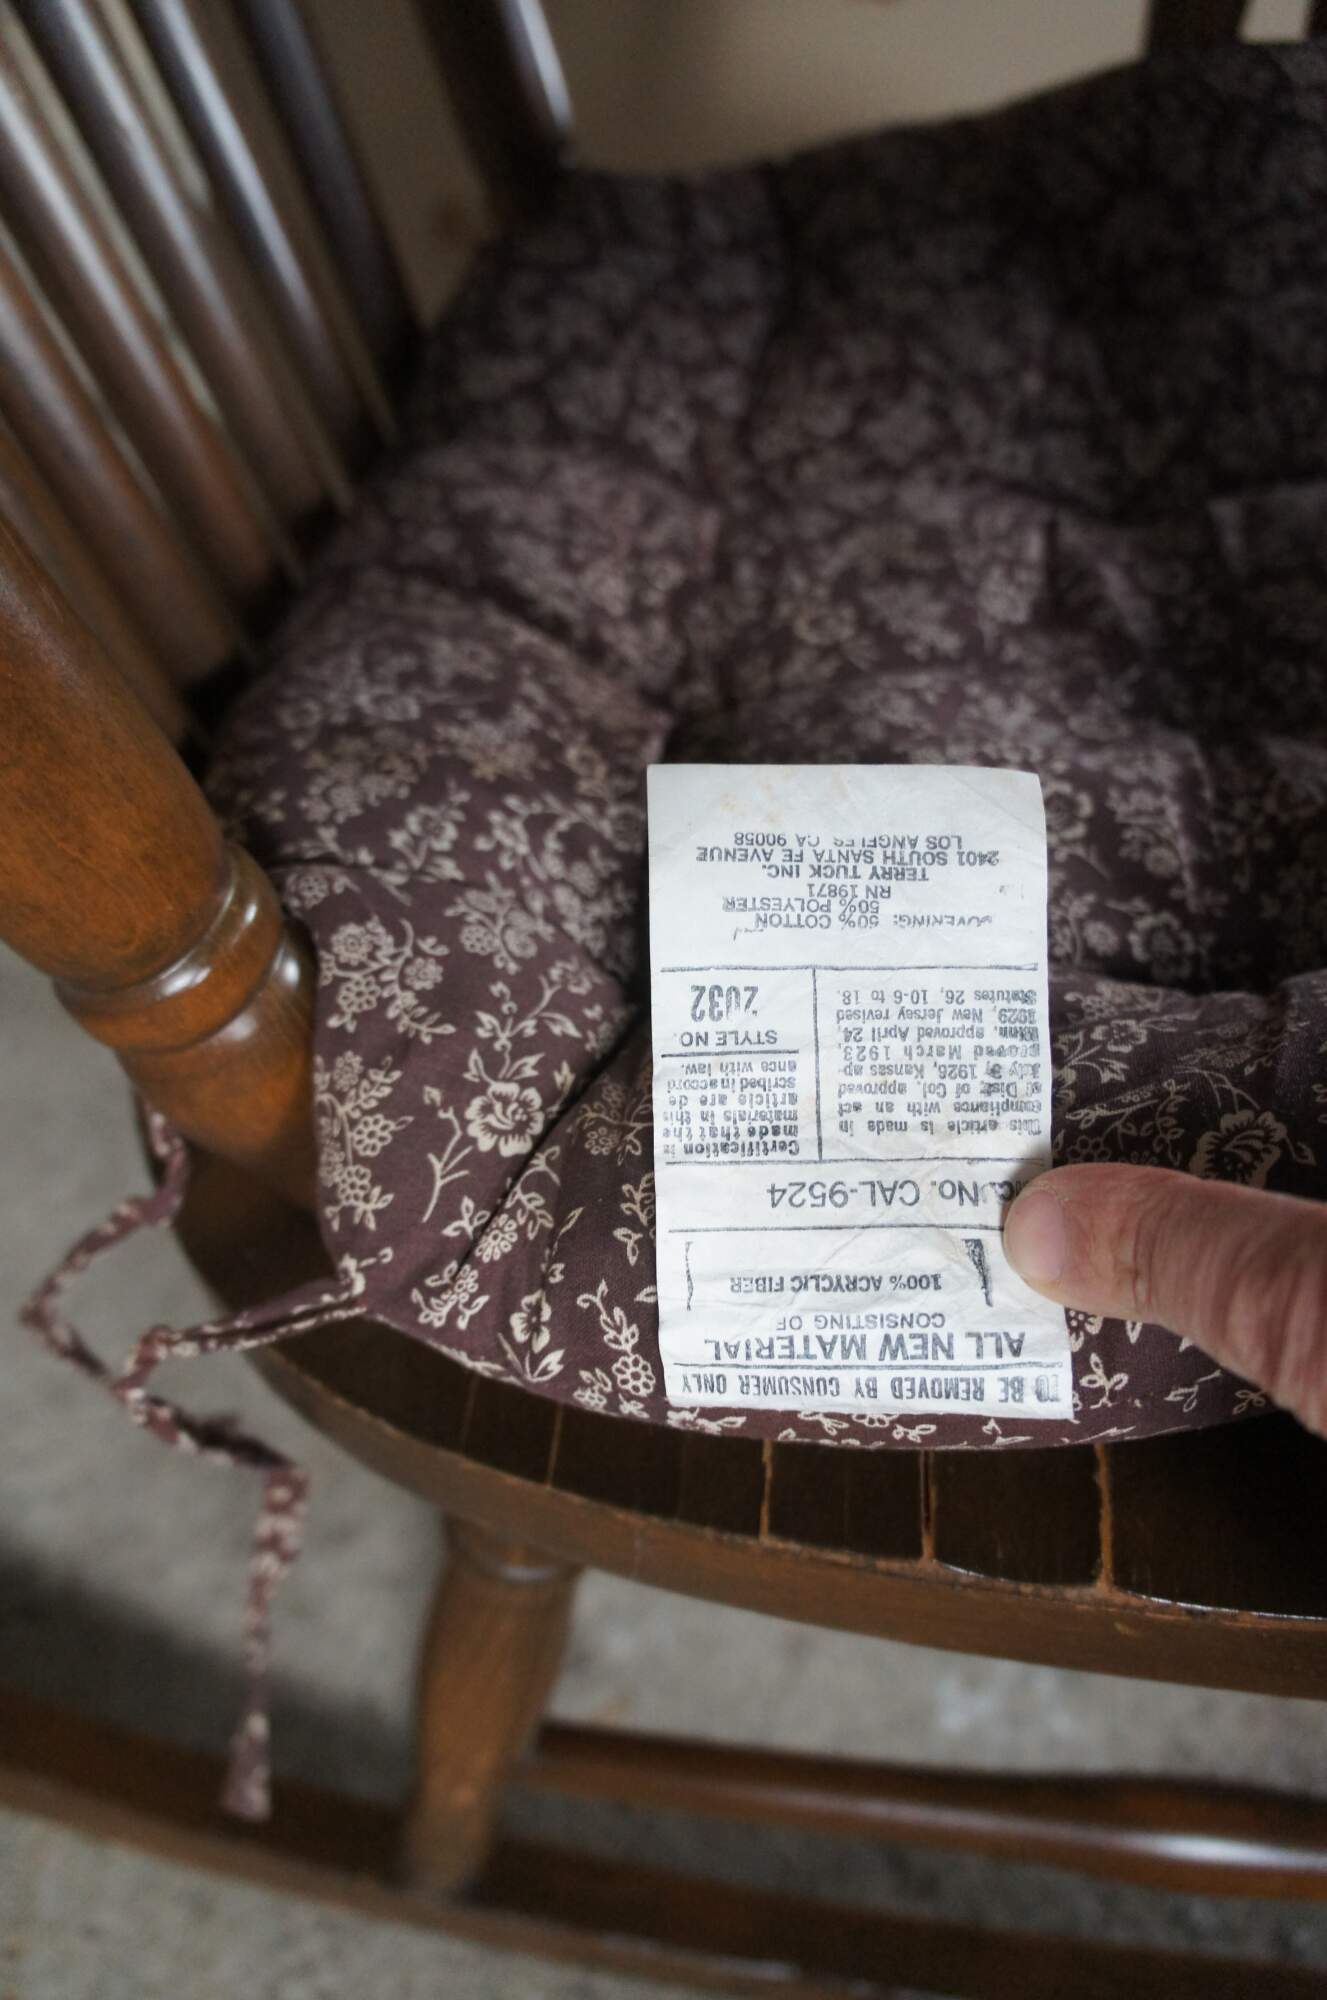 TO BE REMOVED BY CONSUMER ONLY
ALL NEW MATERIAL
CONSISTING OF
100% ACRYCLIC FIBER
No. CAL-9524
This article is made in
compliance with an act
of Dist; of Col. approved
July 3, 1926, Kansas ap-
proved March 1923,
Minn. approved April 24,
1929, New Jersey revised
Statutes 26, 10-6 to 18.
Certification is
made that the
materials in this
article are de
scribed in accord
ance with law.
STYLE NO.
2032
COVERING: 50% COTTON
50% POLYESTER
RN 19871
TERRY TUCK INC.
2401 SOUTH SANTA FE AVENUE
LOS ANGELES CA 90058